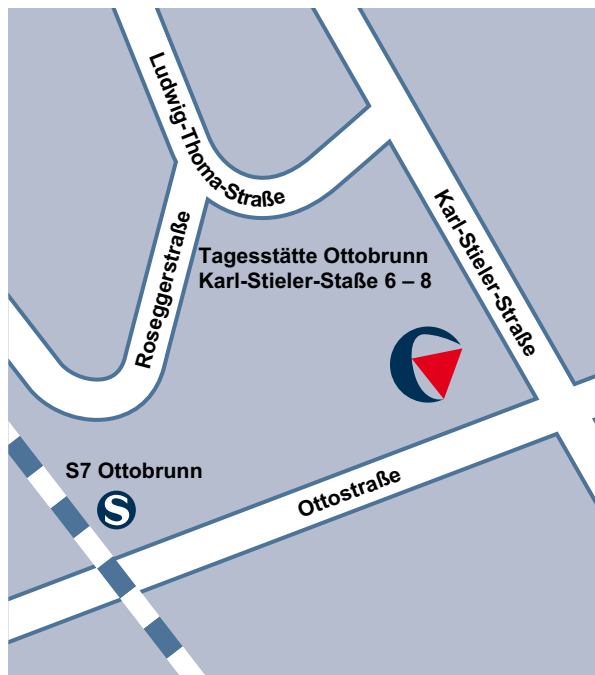 Ludwig-Thoma-Straße
Karl-Stieler-Straße
Roseggerstraße
Tagesstätte Ottobrunn
Karl-Stieler-Staße 6 – 8
S7 Ottobrunn
S
Ottostraße